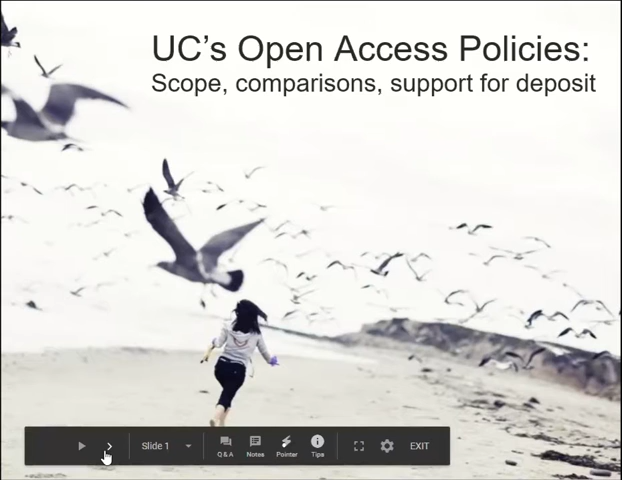 UC’s Open Access Policies:
Scope, comparisons, support for deposit
Slide 1
Q & A
Notes
Pointer
Tips
EXIT